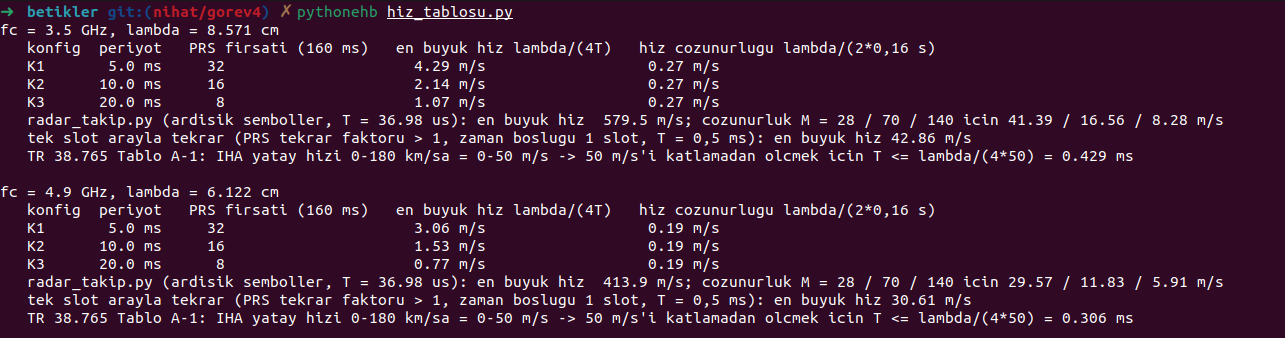 → betikler git:(nihat/gorev4) ✗ pythonehb hiz_tablosu.py
fc = 3.5 GHz, lambda = 8.571 cm
konfig periyot PRS firsati (160 ms) en buyuk hiz lambda/(4T) hiz cozunurlugu lambda/(2*0,16 s)
K1 5.0 ms 32 4.29 m/s 0.27 m/s
K2 10.0 ms 16 2.14 m/s 0.27 m/s
K3 20.0 ms 8 1.07 m/s 0.27 m/s
radar_takip.py (ardisik semboller, T = 36.98 us): en buyuk hiz 579.5 m/s; cozunurluk M = 28 / 70 / 140 icin 41.39 / 16.56 / 8.28 m/s
tek slot arayla tekrar (PRS tekrar faktoru > 1, zaman boslugu 1 slot, T = 0,5 ms): en buyuk hiz 42.86 m/s
TR 38.765 Tablo A-1: IHA yatay hizi 0-180 km/sa = 0-50 m/s -> 50 m/s'i katlamadan olcmek icin T <= lambda/(4*50) = 0.429 ms
fc = 4.9 GHz, lambda = 6.122 cm
konfig periyot PRS firsati (160 ms) en buyuk hiz lambda/(4T) hiz cozunurlugu lambda/(2*0,16 s)
K1 5.0 ms 32 3.06 m/s 0.19 m/s
K2 10.0 ms 16 1.53 m/s 0.19 m/s
K3 20.0 ms 8 0.77 m/s 0.19 m/s
radar_takip.py (ardisik semboller, T = 36.98 us): en buyuk hiz 413.9 m/s; cozunurluk M = 28 / 70 / 140 icin 29.57 / 11.83 / 5.91 m/s
tek slot arayla tekrar (PRS tekrar faktoru > 1, zaman boslugu 1 slot, T = 0,5 ms): en buyuk hiz 30.61 m/s
TR 38.765 Tablo A-1: IHA yatay hizi 0-180 km/sa = 0-50 m/s -> 50 m/s'i katlamadan olcmek icin T <= lambda/(4*50) = 0.306 ms